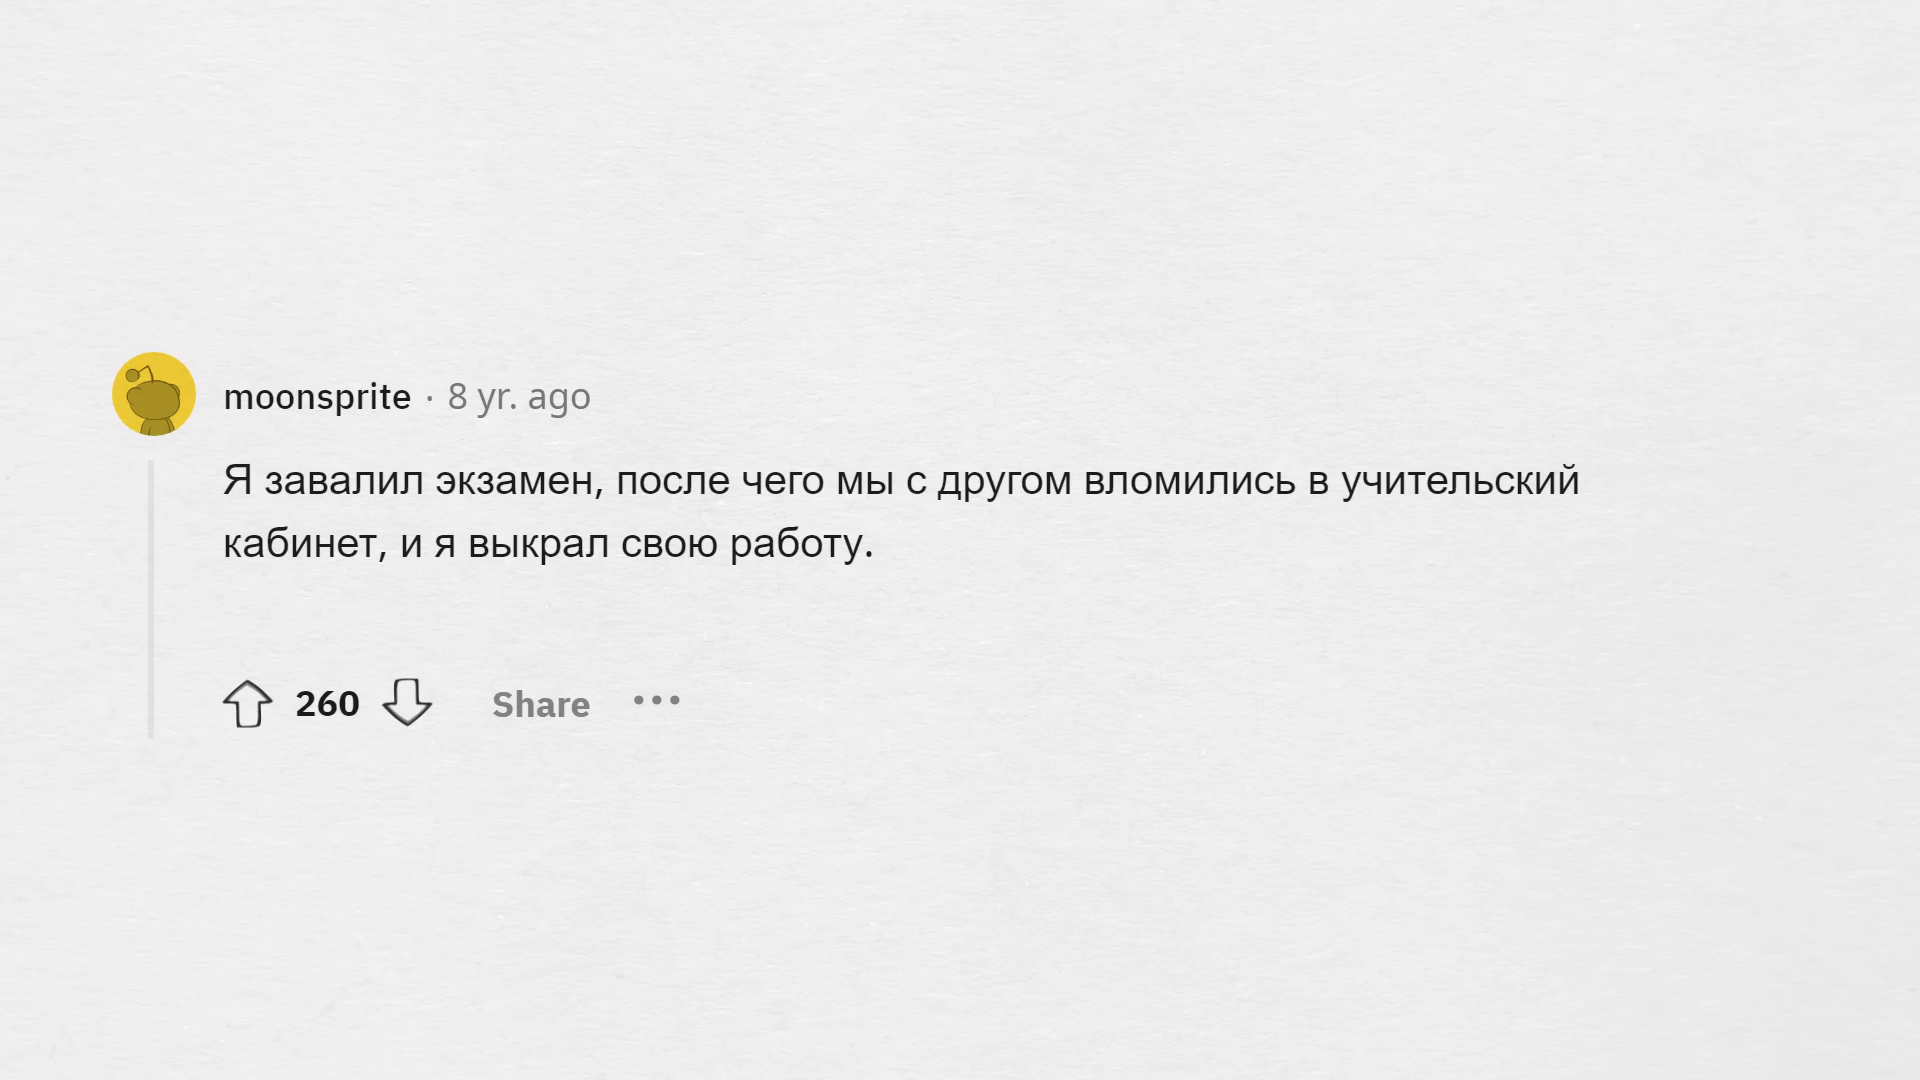 moonsprite · 8 yr. ago
Я завалил экзамен, после чего мы с другом вломились в учительский
кабинет, и я выкрал свою работу.
260 Share •••